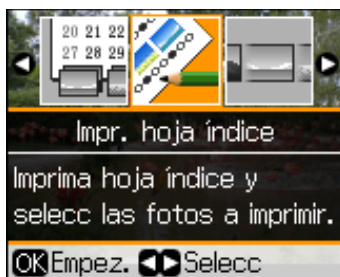 20 21 22
27 28 29
Impr. hoja índice
Imprima hoja índice y
selecc las fotos a imprimir.
OK Empez. Selecc